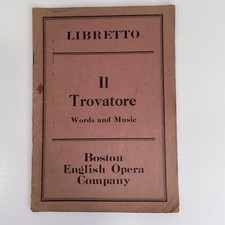 LIBRETTO
Il
Trovatore
Words and Music
Boston
English Opera
Company